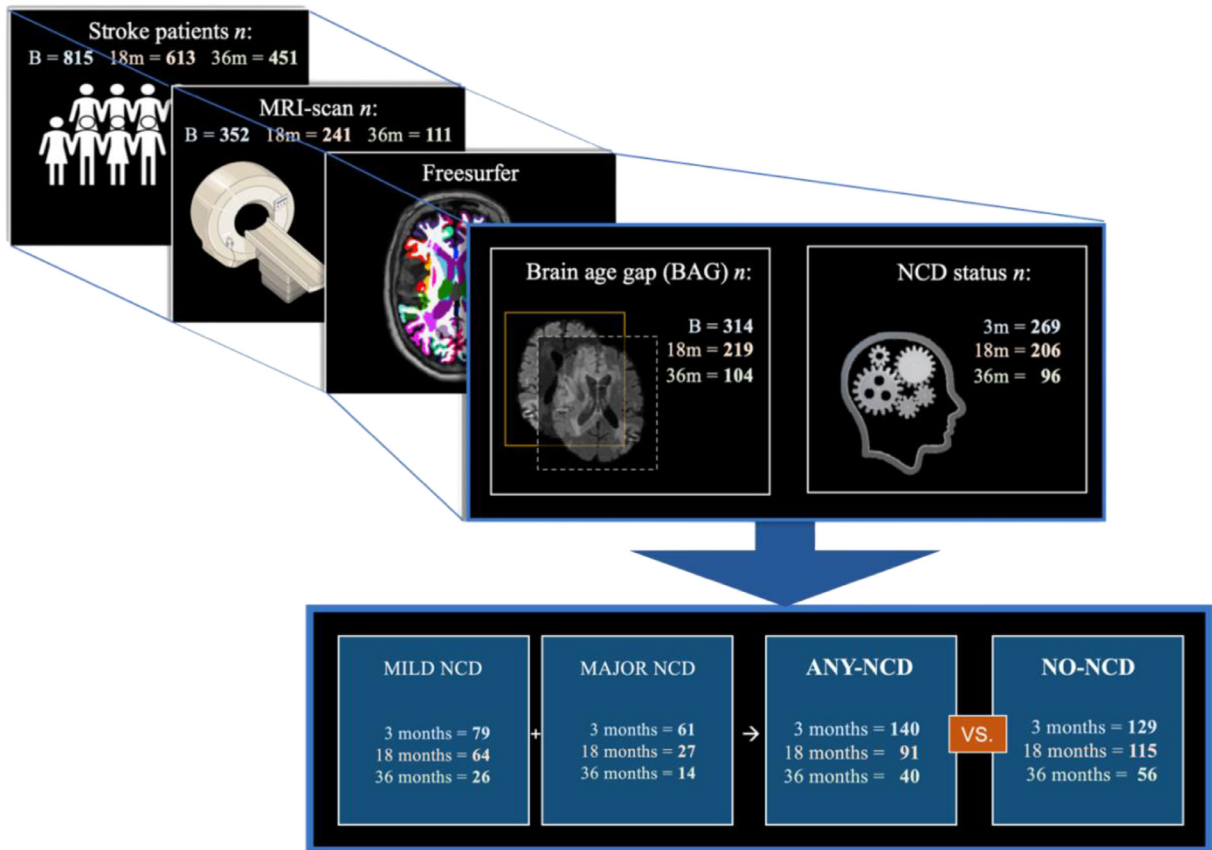 Stroke patients n:
B = 815 18m = 613 36m = 451
MRI-scan n:
B = 352 18m = 241 36m = 111
Freesurfer
Brain age gap (BAG) n:
B = 314
18m = 219
36m = 104
NCD status n:
3m = 269
18m = 206
36m = 96
MILD NCD
3 months = 79
18 months = 64
36 months = 26
+
MAJOR NCD
3 months = 61
18 months = 27
36 months = 14
→
ANY-NCD
3 months = 140
18 months = 91
36 months = 40
VS.
NO-NCD
3 months = 129
18 months = 115
36 months = 56